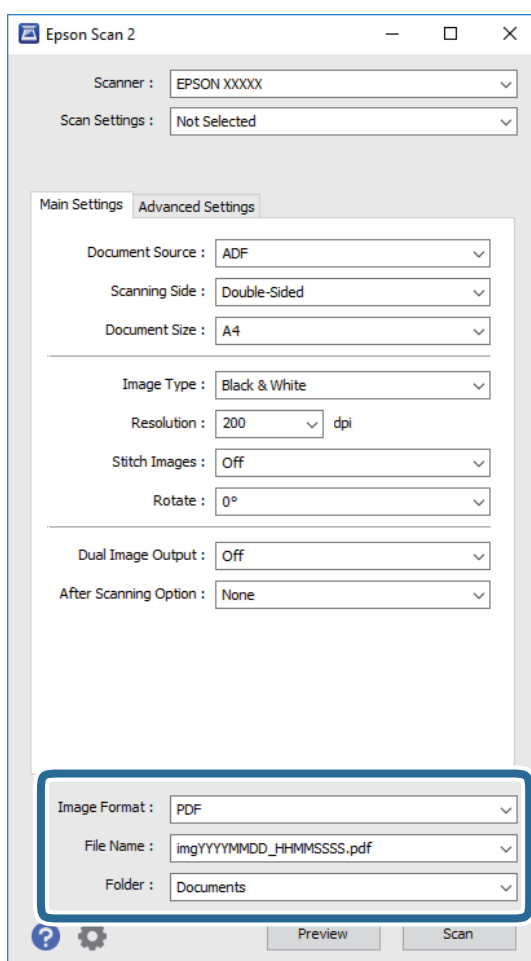 Epson Scan 2
Scanner : EPSON XXXXX
Scan Settings : Not Selected
Main Settings Advanced Settings
Document Source : ADF
Scanning Side : Double-Sided
Document Size : A4
Image Type : Black & White
Resolution : 200 dpi
Stitch Images : Off
Rotate : 0°
Dual Image Output : Off
After Scanning Option : None
Image Format : PDF
File Name : imgYYYYMMDD_HHMMSSSS.pdf
Folder : Documents
? Preview Scan